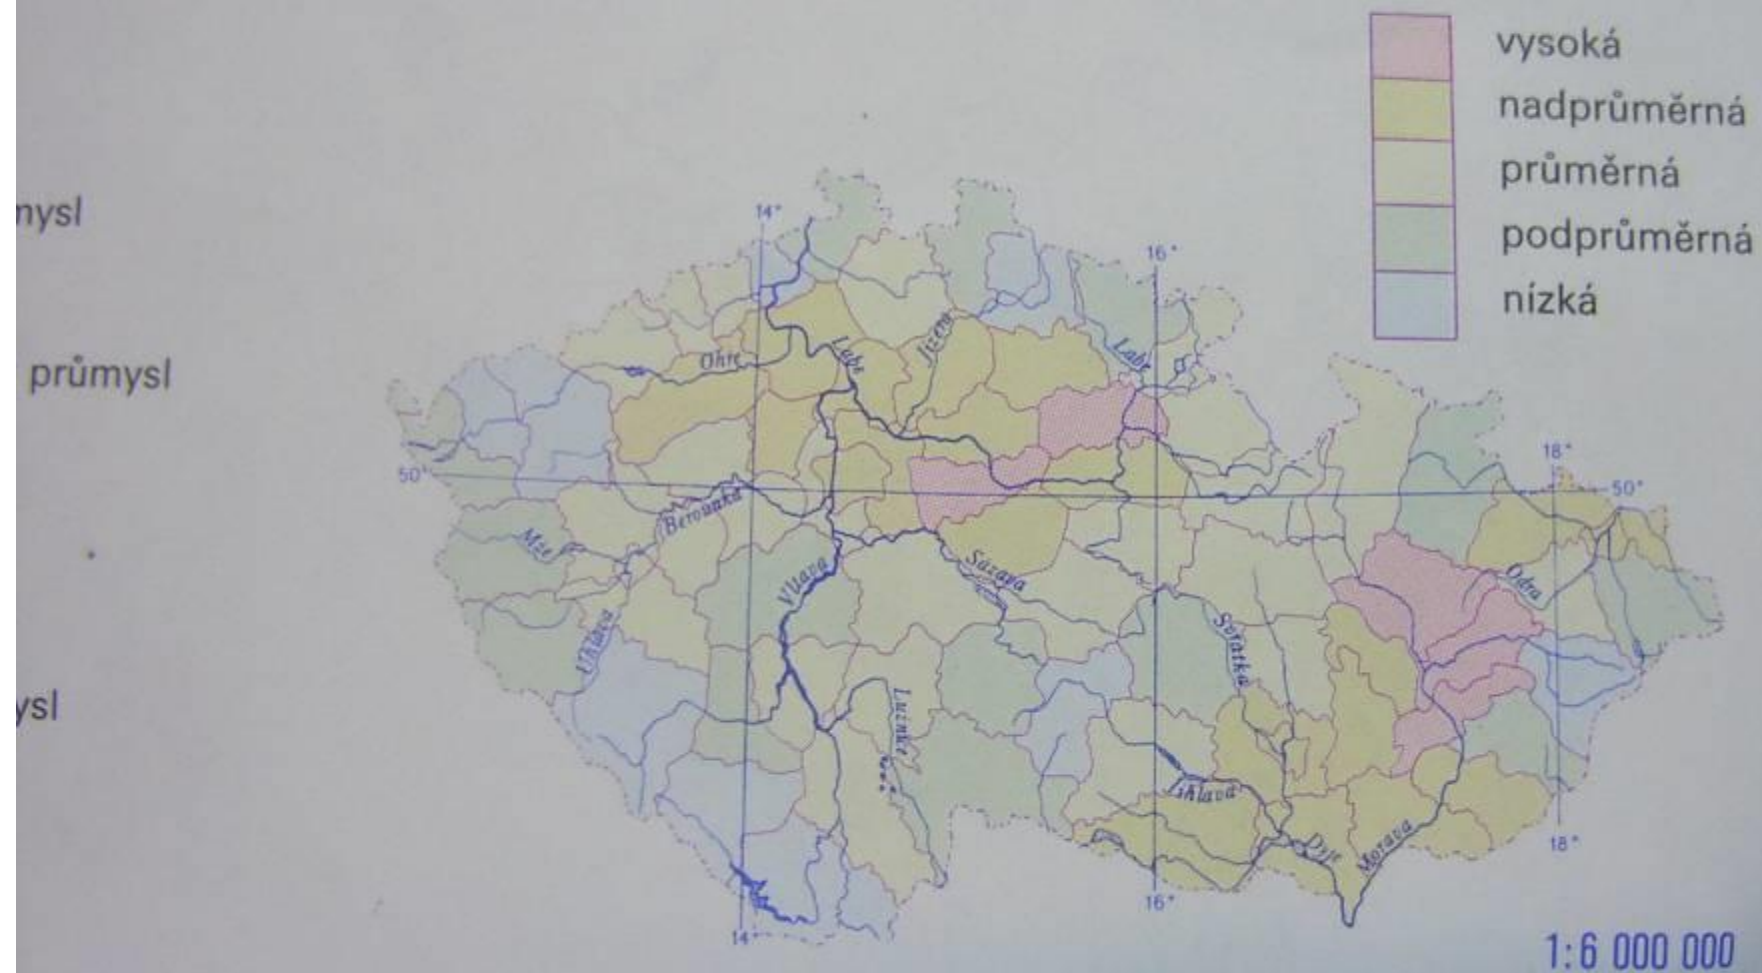 vysoká
nadprůměrná
průměrná
podprůměrná
nízká
mysl
průmysl
ysl
14°
16°
18°
50°
50°
Ohře
Labe
Jizera
Labe
Berounka
Mže
Vltava
Sázava
Úhlava
Lužnice
Svratka
Odra
Jihlava
Dyje
Morava
14°
16°
18°
1:6 000 000